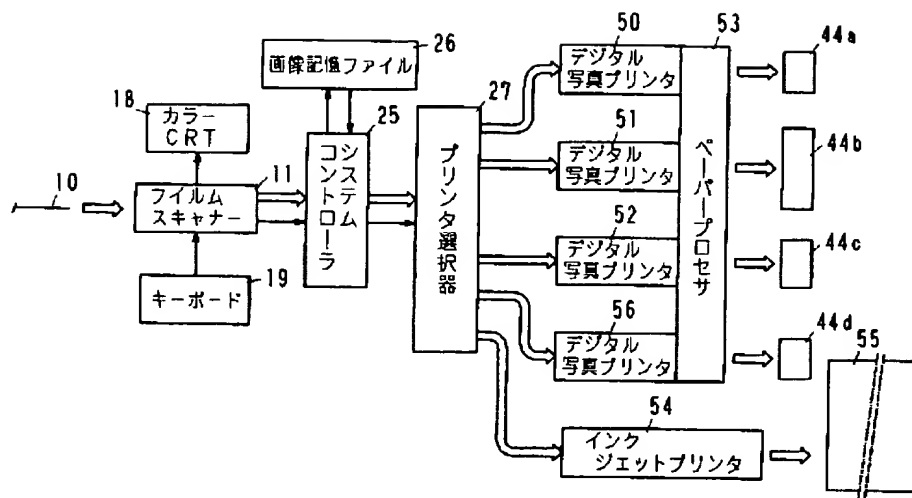 26
画像記憶ファイル
18
カラー
CRT
10
11
フイルム
スキャナー
19
キーボード
25
システム
コントローラ
27
プリンタ選択器
50
デジタル
写真プリンタ
51
デジタル
写真プリンタ
52
デジタル
写真プリンタ
56
デジタル
写真プリンタ
53
ペーパープロセサ
44a
44b
44c
44d
55
54
インク
ジェットプリンタ